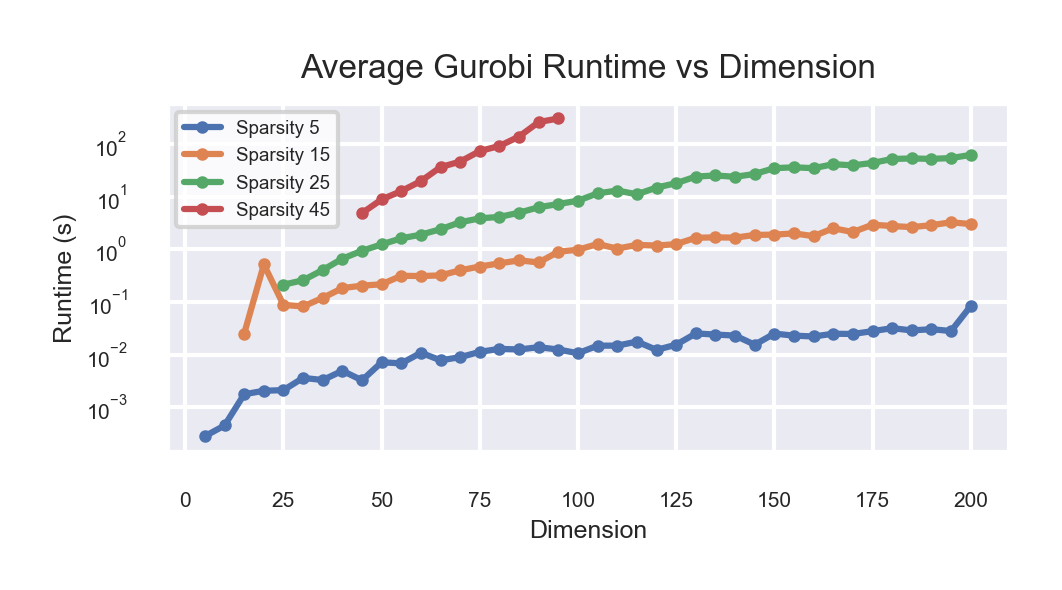 Average Gurobi Runtime vs Dimension
Sparsity 5
Sparsity 15
Sparsity 25
Sparsity 45
10²
10¹
10⁰
10⁻¹
10⁻²
10⁻³
Runtime (s)
0 25 50 75 100 125 150 175 200
Dimension